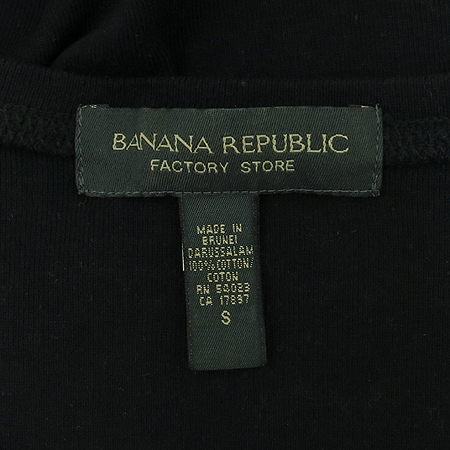 BANANA REPUBLIC
FACTORY STORE
MADE IN
BRUNEI
DARUSSALAM
100% COTTON/
COTON
RN 54023
CA 17897
S